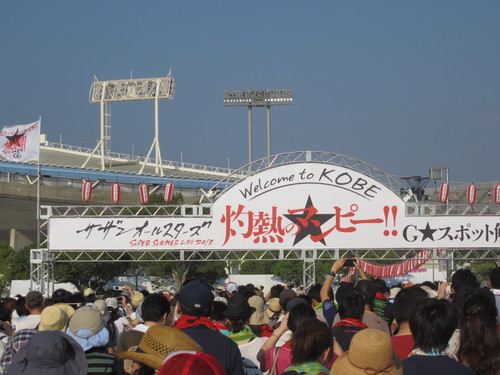 Welcome to KOBE
サザンオールスターズ
SUPER SUMMER LIVE 2013
灼熱のマンピー!!
G★スポット